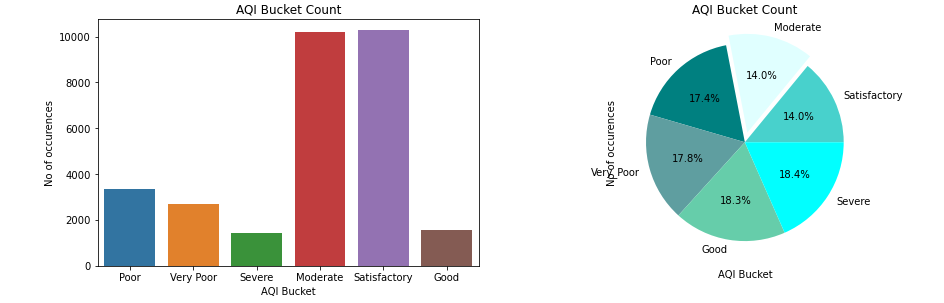 AQI Bucket Count
No of occurences
10000
8000
6000
4000
2000
0
Poor
Very Poor
Severe
Moderate
Satisfactory
Good
AQI Bucket
AQI Bucket Count
Moderate
14.0%
Poor
17.4%
Satisfactory
14.0%
No of occurences
Very Poor
17.8%
18.4%
Severe
18.3%
Good
AQI Bucket